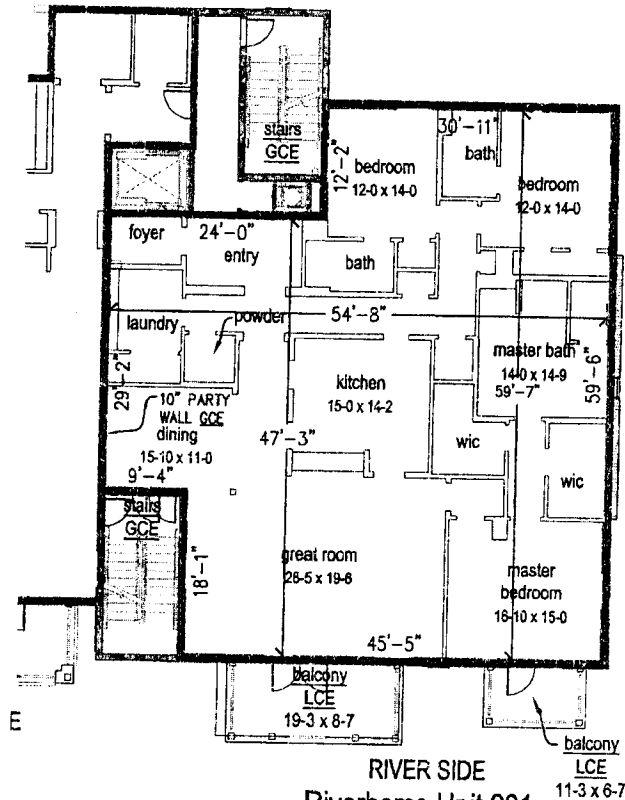 stairs
GCE
30'-11"
bath
bedroom
12-0 x 14-0
12'-2"
bedroom
12-0 x 14-0
foyer
24'-0"
entry
bath
54'-8"
laundry
powder
master bath
14-0 x 14-9
59'-7"
59'-6"
kitchen
15-0 x 14-2
29'-2"
10" PARTY
WALL GCE
dining
15-10 x 11-0
47'-3"
wic
wic
9'-4"
stairs
GCE
18'-1"
great room
26-5 x 19-6
master
bedroom
16-10 x 15-0
45'-5"
balcony
LCE
19-3 x 8-7
E
balcony
LCE
11-3 x 6-7
RIVER SIDE